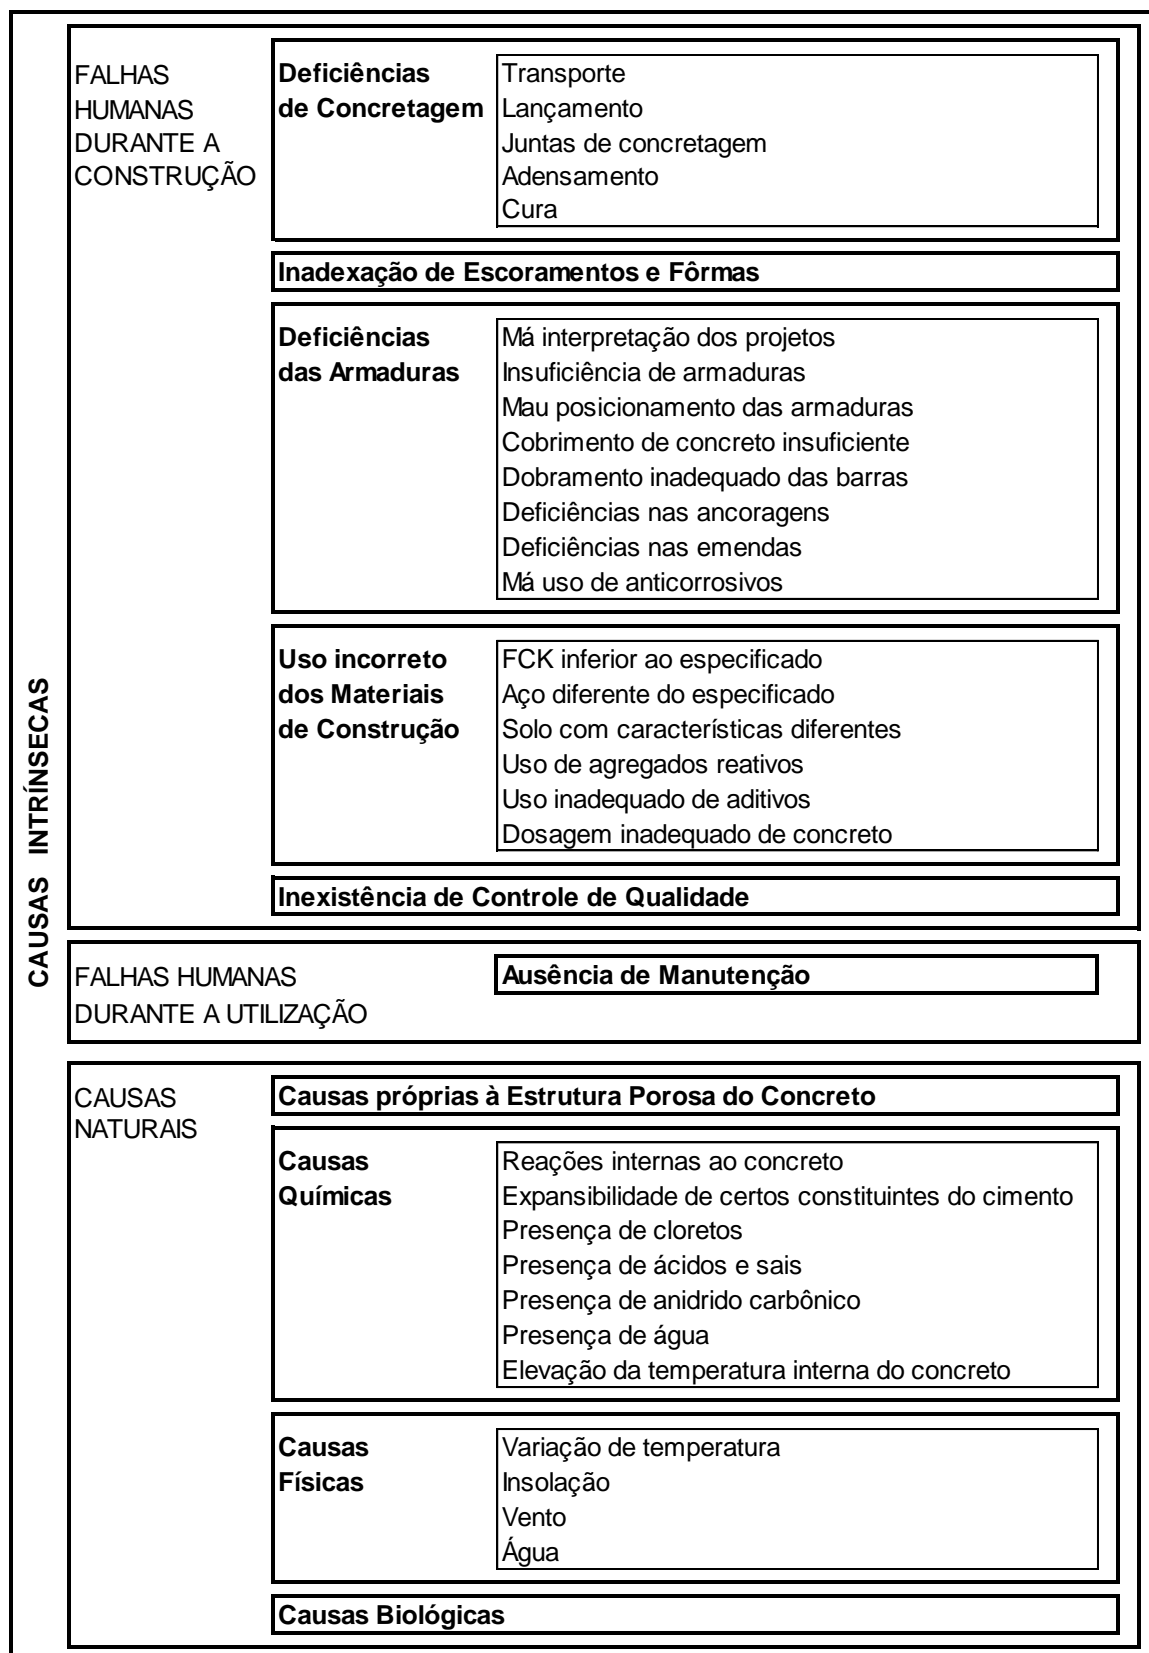 CAUSAS INTRÍNSECAS
FALHAS
HUMANAS
DURANTE A
CONSTRUÇÃO
Deficiências
de Concretagem
Transporte
Lançamento
Juntas de concretagem
Adensamento
Cura
Inadexação de Escoramentos e Fôrmas
Deficiências
das Armaduras
Má interpretação dos projetos
Insuficiência de armaduras
Mau posicionamento das armaduras
Cobrimento de concreto insuficiente
Dobramento inadequado das barras
Deficiências nas ancoragens
Deficiências nas emendas
Má uso de anticorrosivos
Uso incorreto
dos Materiais
de Construção
FCK inferior ao especificado
Aço diferente do especificado
Solo com características diferentes
Uso de agregados reativos
Uso inadequado de aditivos
Dosagem inadequado de concreto
Inexistência de Controle de Qualidade
FALHAS HUMANAS
DURANTE A UTILIZAÇÃO
Ausência de Manutenção
CAUSAS
NATURAIS
Causas próprias à Estrutura Porosa do Concreto
Causas
Químicas
Reações internas ao concreto
Expansibilidade de certos constituintes do cimento
Presença de cloretos
Presença de ácidos e sais
Presença de anidrido carbônico
Presença de água
Elevação da temperatura interna do concreto
Causas
Físicas
Variação de temperatura
Insolação
Vento
Água
Causas Biológicas